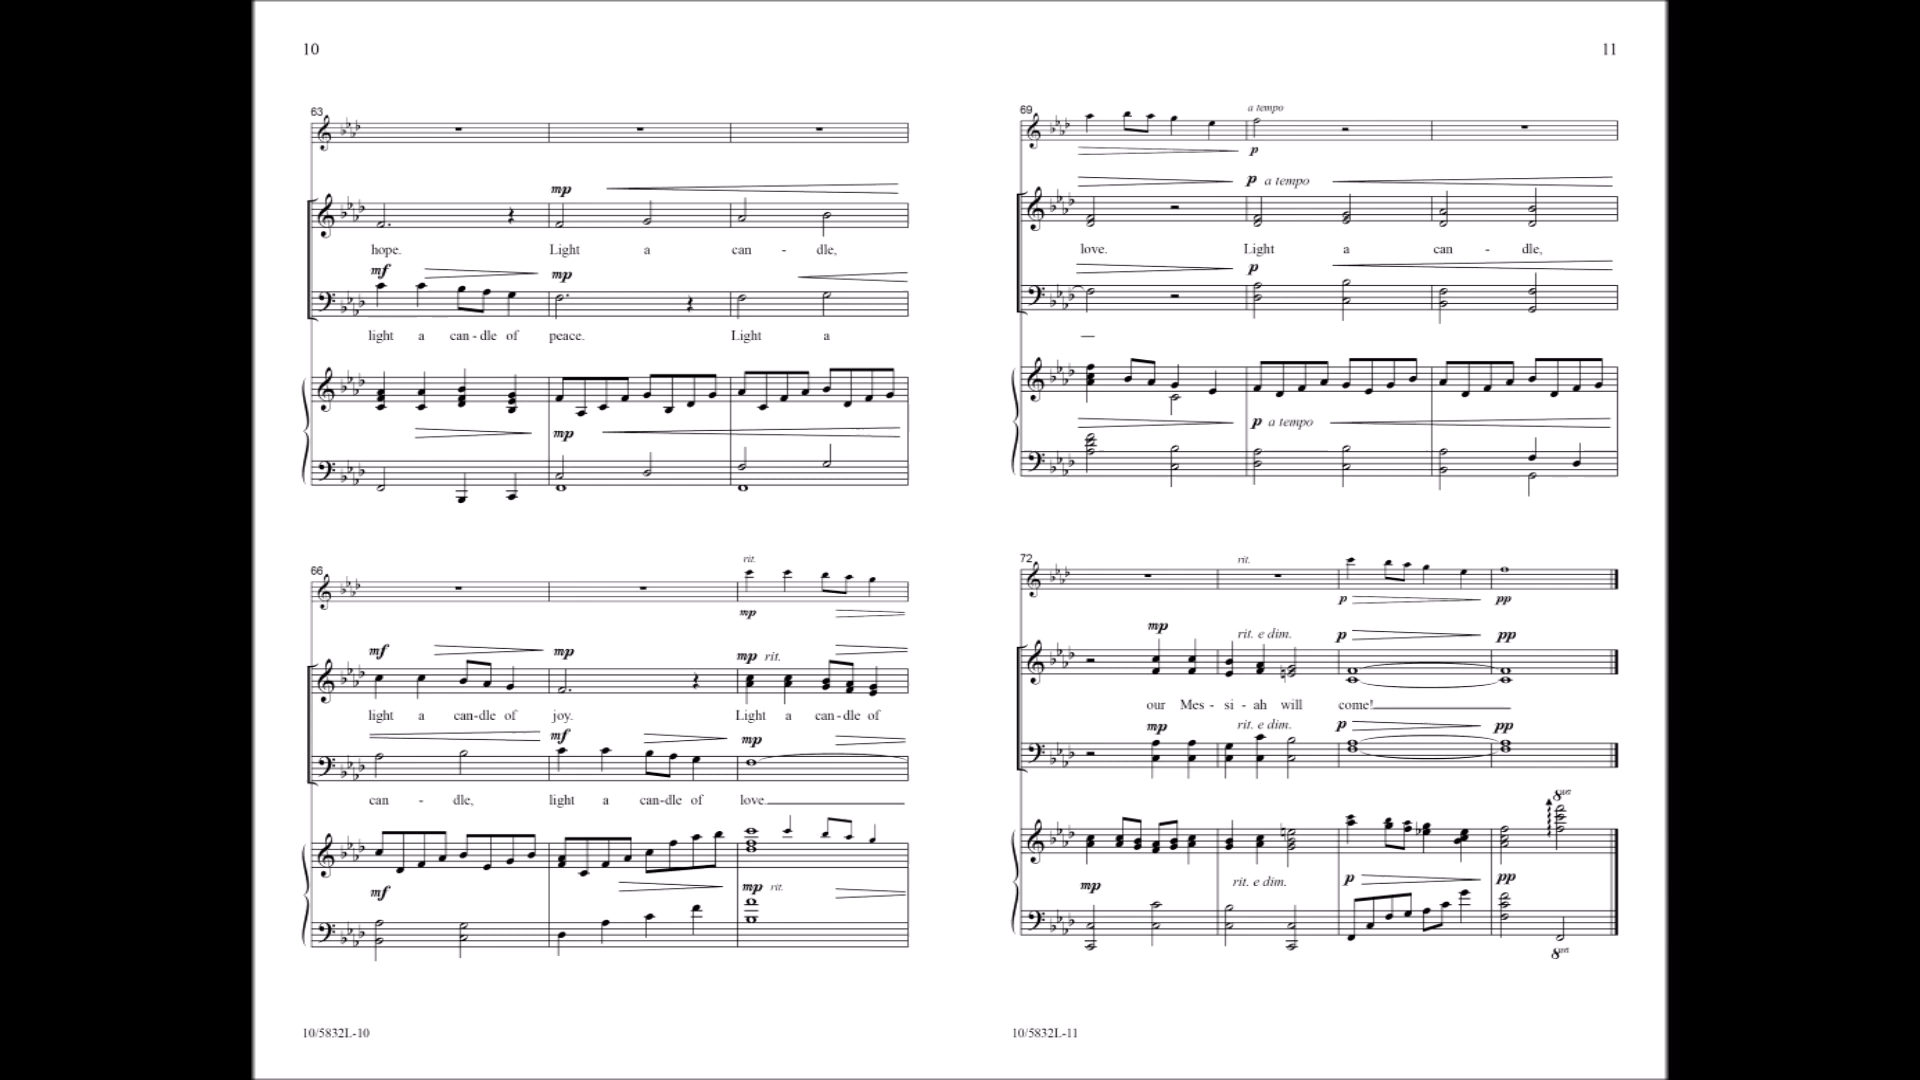 10
63
mp
hope. Light a can - dle,
mf mp
light a can - dle of peace. Light a
mp
66
rit.
mp
mf mp mp rit.
light a can - dle of joy. Light a can - dle of
mf mp
can - dle, light a can - dle of love.
mf mp rit.
10/5832L-10
11
69
a tempo
p
p a tempo
love. Light a can - dle,
p
p a tempo
72
rit.
p pp
mp rit. e dim. p pp
our Mes - si - ah will come!
mp rit. e dim. p pp
8va
mp rit. e dim. p pp
8va
10/5832L-11